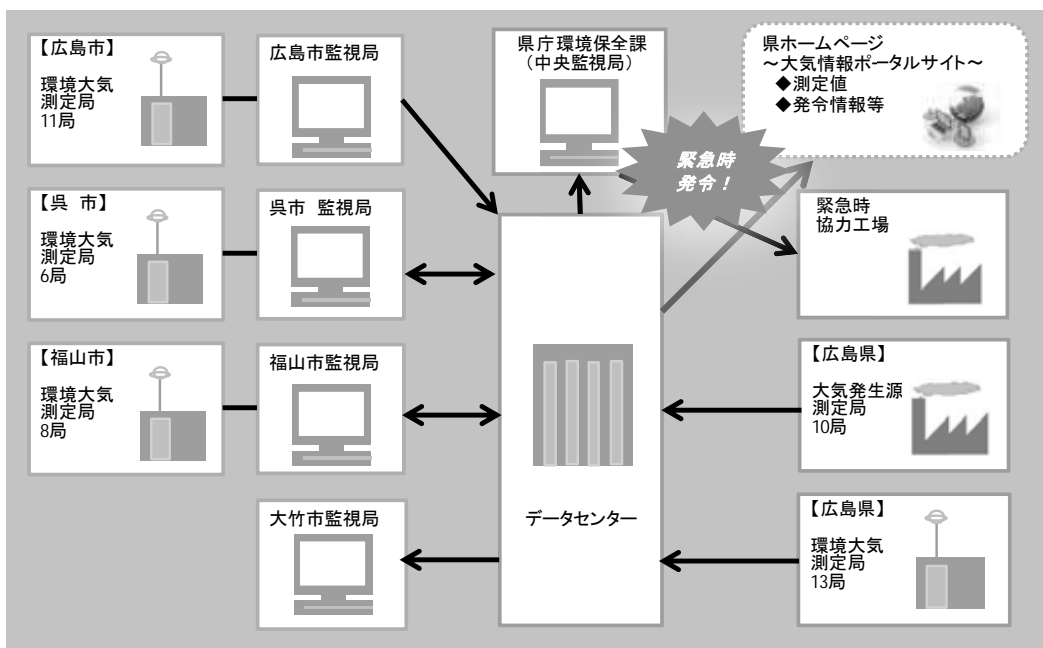 【広島市】
環境大気
測定局
11局
広島市監視局
県庁環境保全課
(中央監視局)
県ホームページ
~大気情報ポータルサイト~
◆測定値
◆発令情報等
緊急時
発令!
【呉 市】
環境大気
測定局
6局
呉市 監視局
緊急時
協力工場
【福山市】
環境大気
測定局
8局
福山市監視局
【広島県】
大気発生源
測定局
10局
大竹市監視局
データセンター
【広島県】
環境大気
測定局
13局